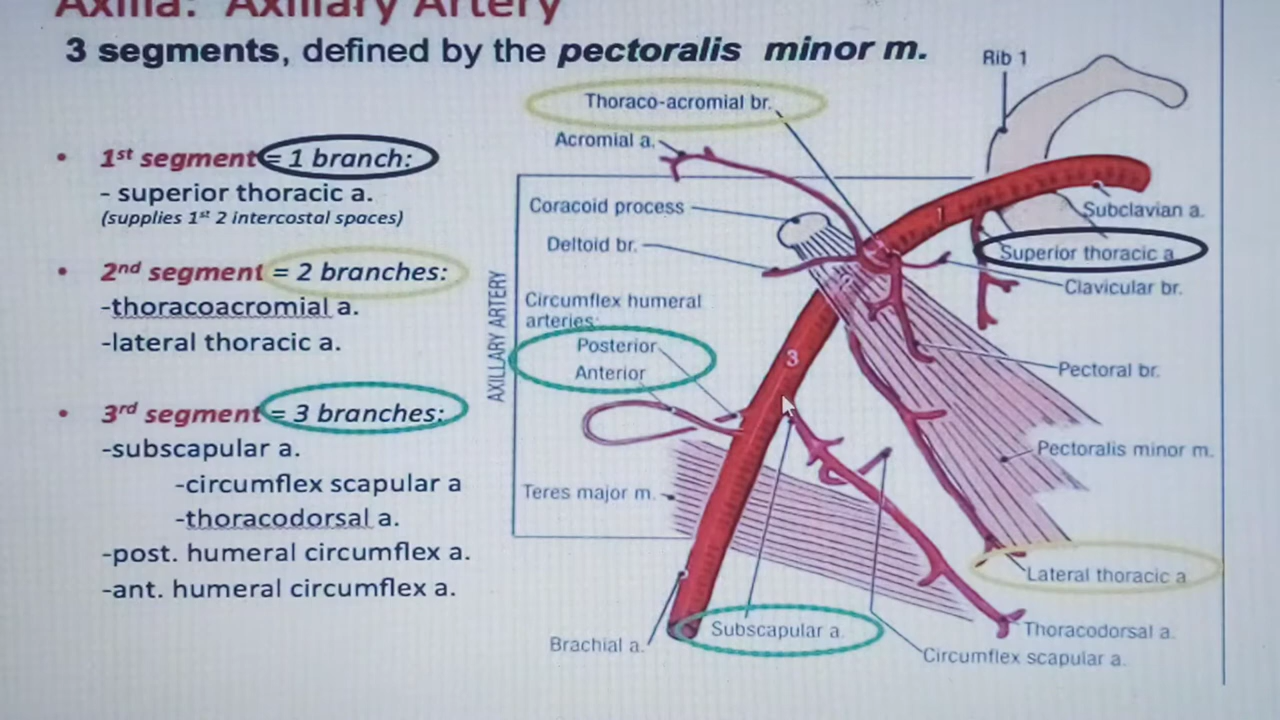 Axilla: Axillary Artery
3 segments, defined by the pectoralis minor m.
• 1st segment = 1 branch:
- superior thoracic a.
(supplies 1st 2 intercostal spaces)
• 2nd segment = 2 branches:
-thoracoacromial a.
-lateral thoracic a.
• 3rd segment = 3 branches:
-subscapular a.
-circumflex scapular a
-thoracodorsal a.
-post. humeral circumflex a.
-ant. humeral circumflex a.
Rib 1
Thoraco-acromial br.
Acromial a.
Coracoid process
Deltoid br.
Circumflex humeral
arteries:
Posterior
Anterior
AXILLARY ARTERY
Teres major m.
Brachial a.
1
2
3
Subclavian a.
Superior thoracic a
Clavicular br.
Pectoral br.
Pectoralis minor m.
Lateral thoracic a
Subscapular a.
Thoracodorsal a.
Circumflex scapular a.